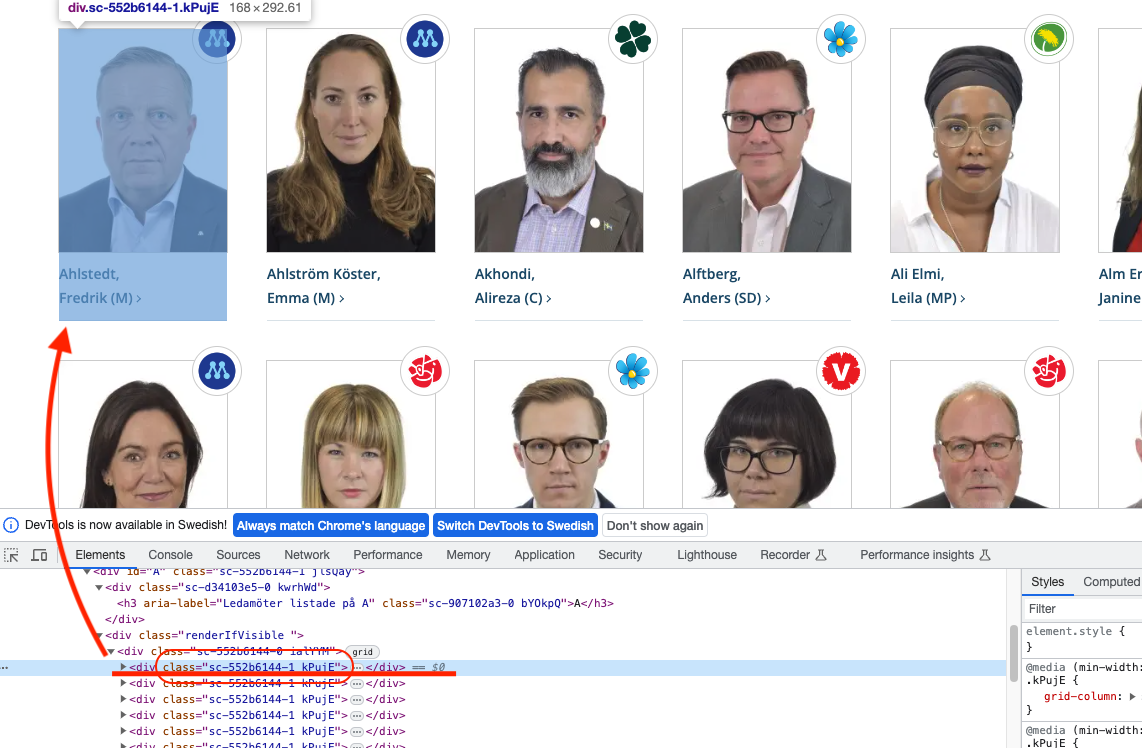 div.sc-552b6144-1.kPujE 168 × 292.61
Ahlstedt,
Fredrik (M) ›
Ahlström Köster,
Emma (M) ›
Akhondi,
Alireza (C) ›
Alftberg,
Anders (SD) ›
Ali Elmi,
Leila (MP) ›
Alm Er
Janine
V
DevTools is now available in Swedish! Always match Chrome's language Switch DevTools to Swedish Don't show again
Elements Console Sources Network Performance Memory Application Security Lighthouse Recorder Performance insights
▼<div id="A" class="sc-552b6144-1 jlsQay">
▼<div class="sc-d34103e5-0 kwrhWd">
<h3 aria-label="Ledamöter listade på A" class="sc-907102a3-0 bYOkpQ">A</h3>
</div>
▼<div class="renderIfVisible ">
▼<div class="sc-552b6144-0 ialYVM"> grid
… ▶<div class="sc-552b6144-1 kPujE">…</div> == $0
▶<div class="sc-552b6144-1 kPujE">…</div>
▶<div class="sc-552b6144-1 kPujE">…</div>
▶<div class="sc-552b6144-1 kPujE">…</div>
▶<div class="sc-552b6144-1 kPujE">…</div>
▶<div class="sc-552b6144-1 kPujE">…</div>
Styles Computed
Filter
element.style {
}
@media (min-width:
.kPujE {
grid-column: ▶
}
@media (min-width:
.kPujE {